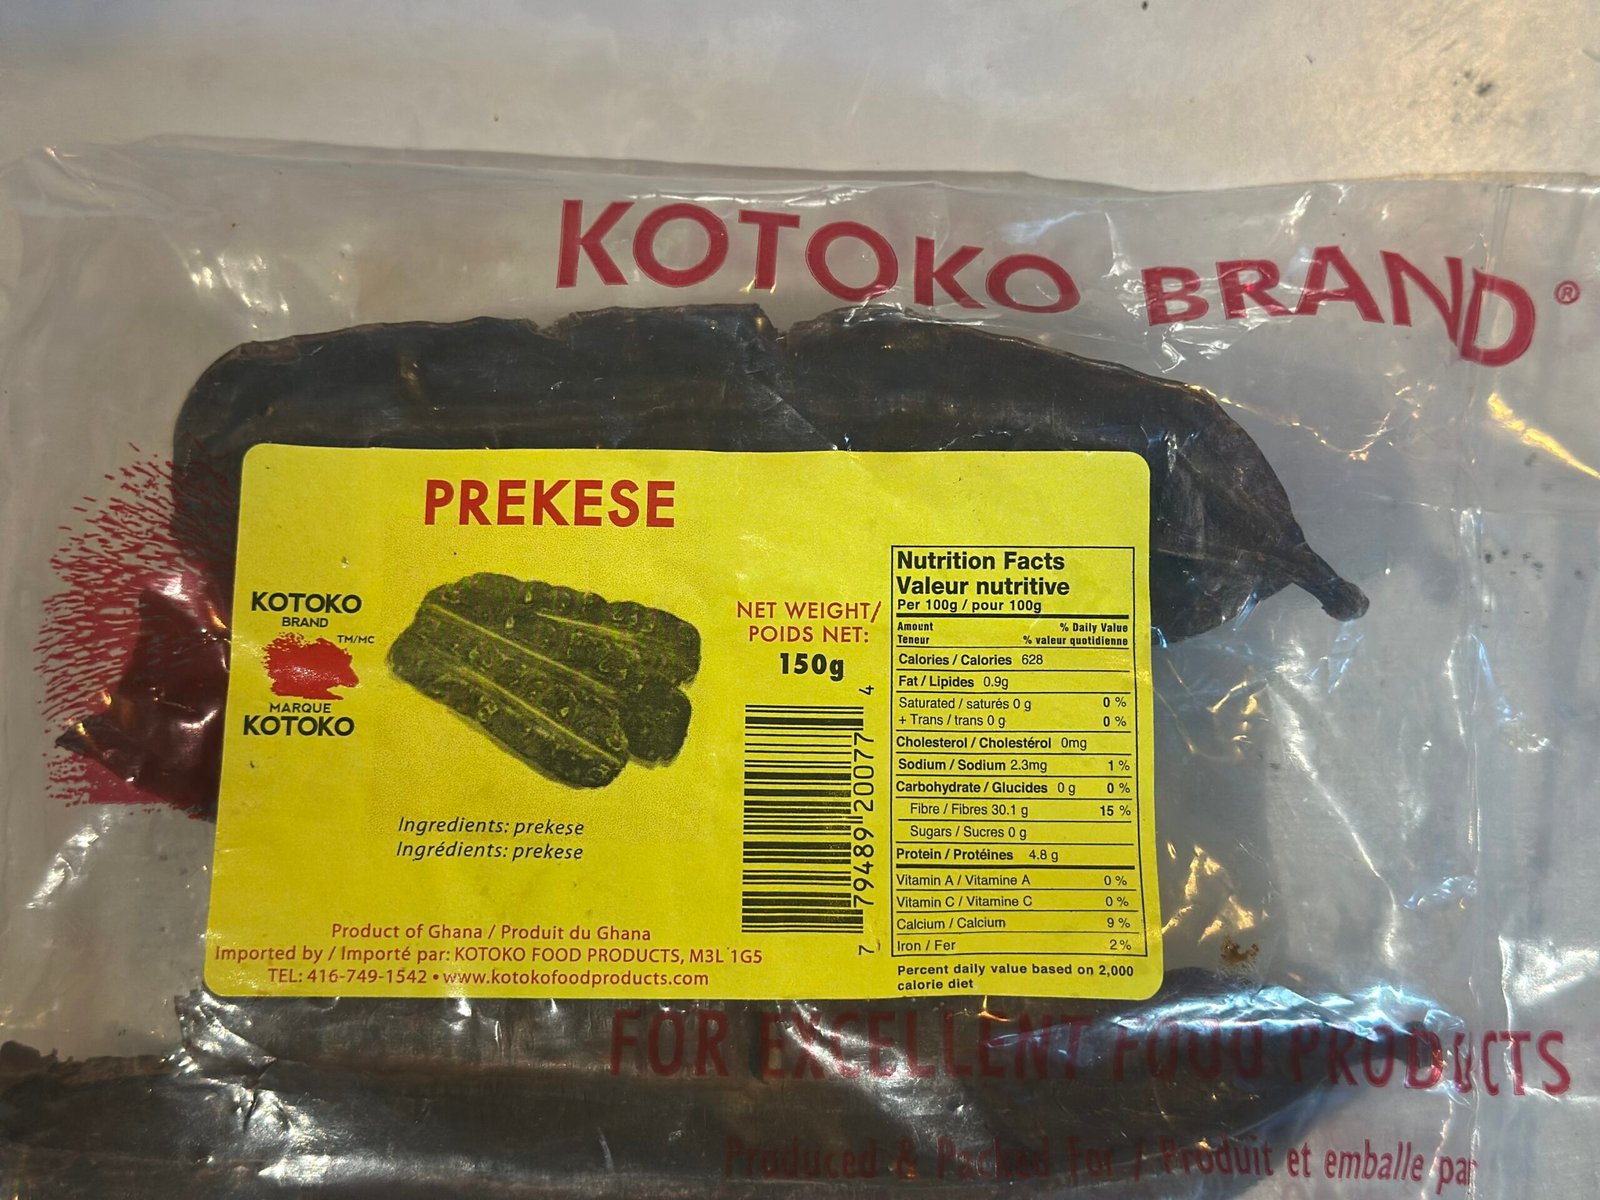 KOTOKO BRAND®
PREKESE
KOTOKO
BRAND
TM/MC
MARQUE
KOTOKO
Ingredients: prekese
Ingrédients: prekese
NET WEIGHT/
POIDS NET:
150g
7 79489 20077 4
Nutrition Facts
Valeur nutritive
Per 100g / pour 100g
Amount % Daily Value
Teneur % valeur quotidienne
Calories / Calories 628
Fat / Lipides 0.9g
Saturated / saturés 0 g 0 %
+ Trans / trans 0 g 0 %
Cholesterol / Cholestérol 0mg
Sodium / Sodium 2.3mg 1 %
Carbohydrate / Glucides 0 g 0 %
Fibre / Fibres 30.1 g 15 %
Sugars / Sucres 0 g
Protein / Protéines 4.8 g
Vitamin A / Vitamine A 0 %
Vitamin C / Vitamine C 0 %
Calcium / Calcium 9 %
Iron / Fer 2 %
Percent daily value based on 2,000
calorie diet
Product of Ghana / Produit du Ghana
Imported by / Importé par: KOTOKO FOOD PRODUCTS, M3L 1G5
TEL: 416-749-1542 • www.kotokofoodproducts.com
FOR EXCELLENT FOOD PRODUCTS
Produced & Packed For / Produit et emballe par